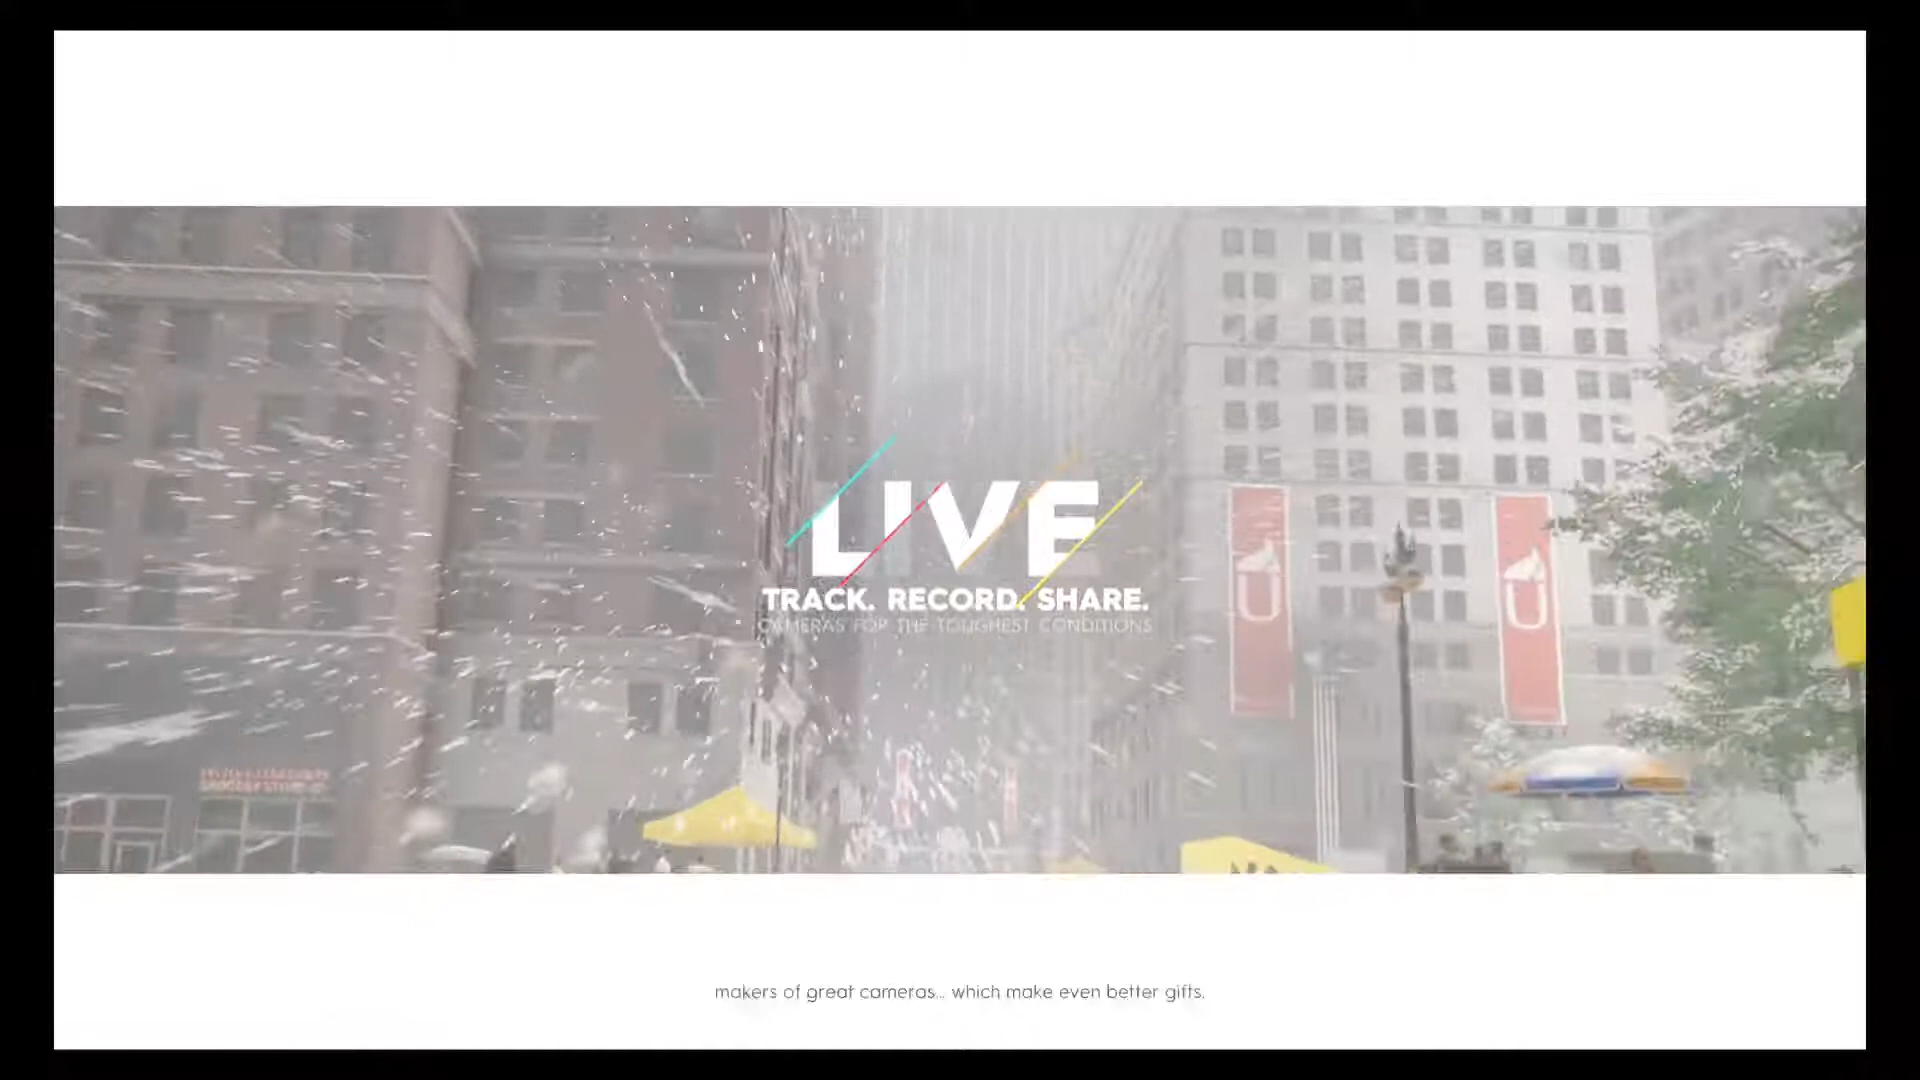 LIVE
TRACK. RECORD. SHARE.
CAMERAS FOR THE TOUGHEST CONDITIONS
U
U
makers of great cameras... which make even better gifts.